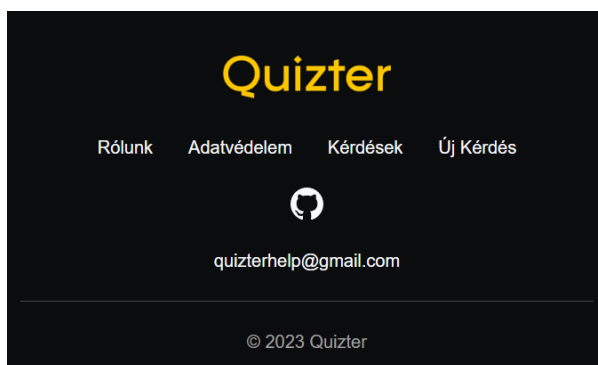 Quizter
Rólunk Adatvédelem Kérdések Új Kérdés
quizterhelp@gmail.com
© 2023 Quizter